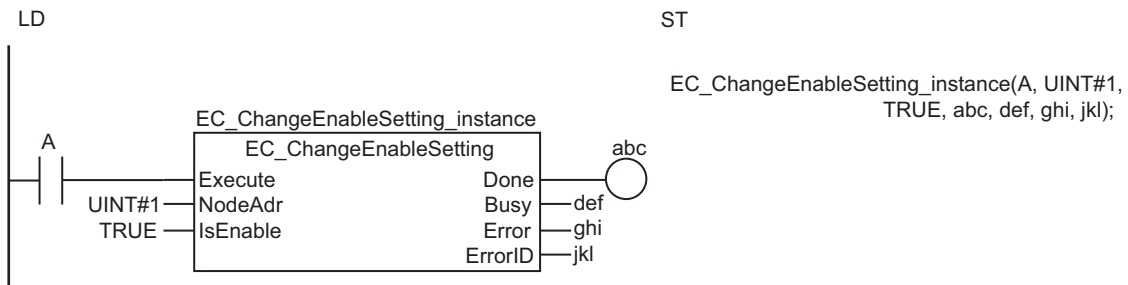 LD
ST
EC_ChangeEnableSetting_instance(A, UINT#1,
TRUE, abc, def, ghi, jkl);
EC_ChangeEnableSetting_instance
A
EC_ChangeEnableSetting
abc
Execute
Done
UINT#1
NodeAdr
Busy
def
TRUE
IsEnable
Error
ghi
ErrorID
jkl